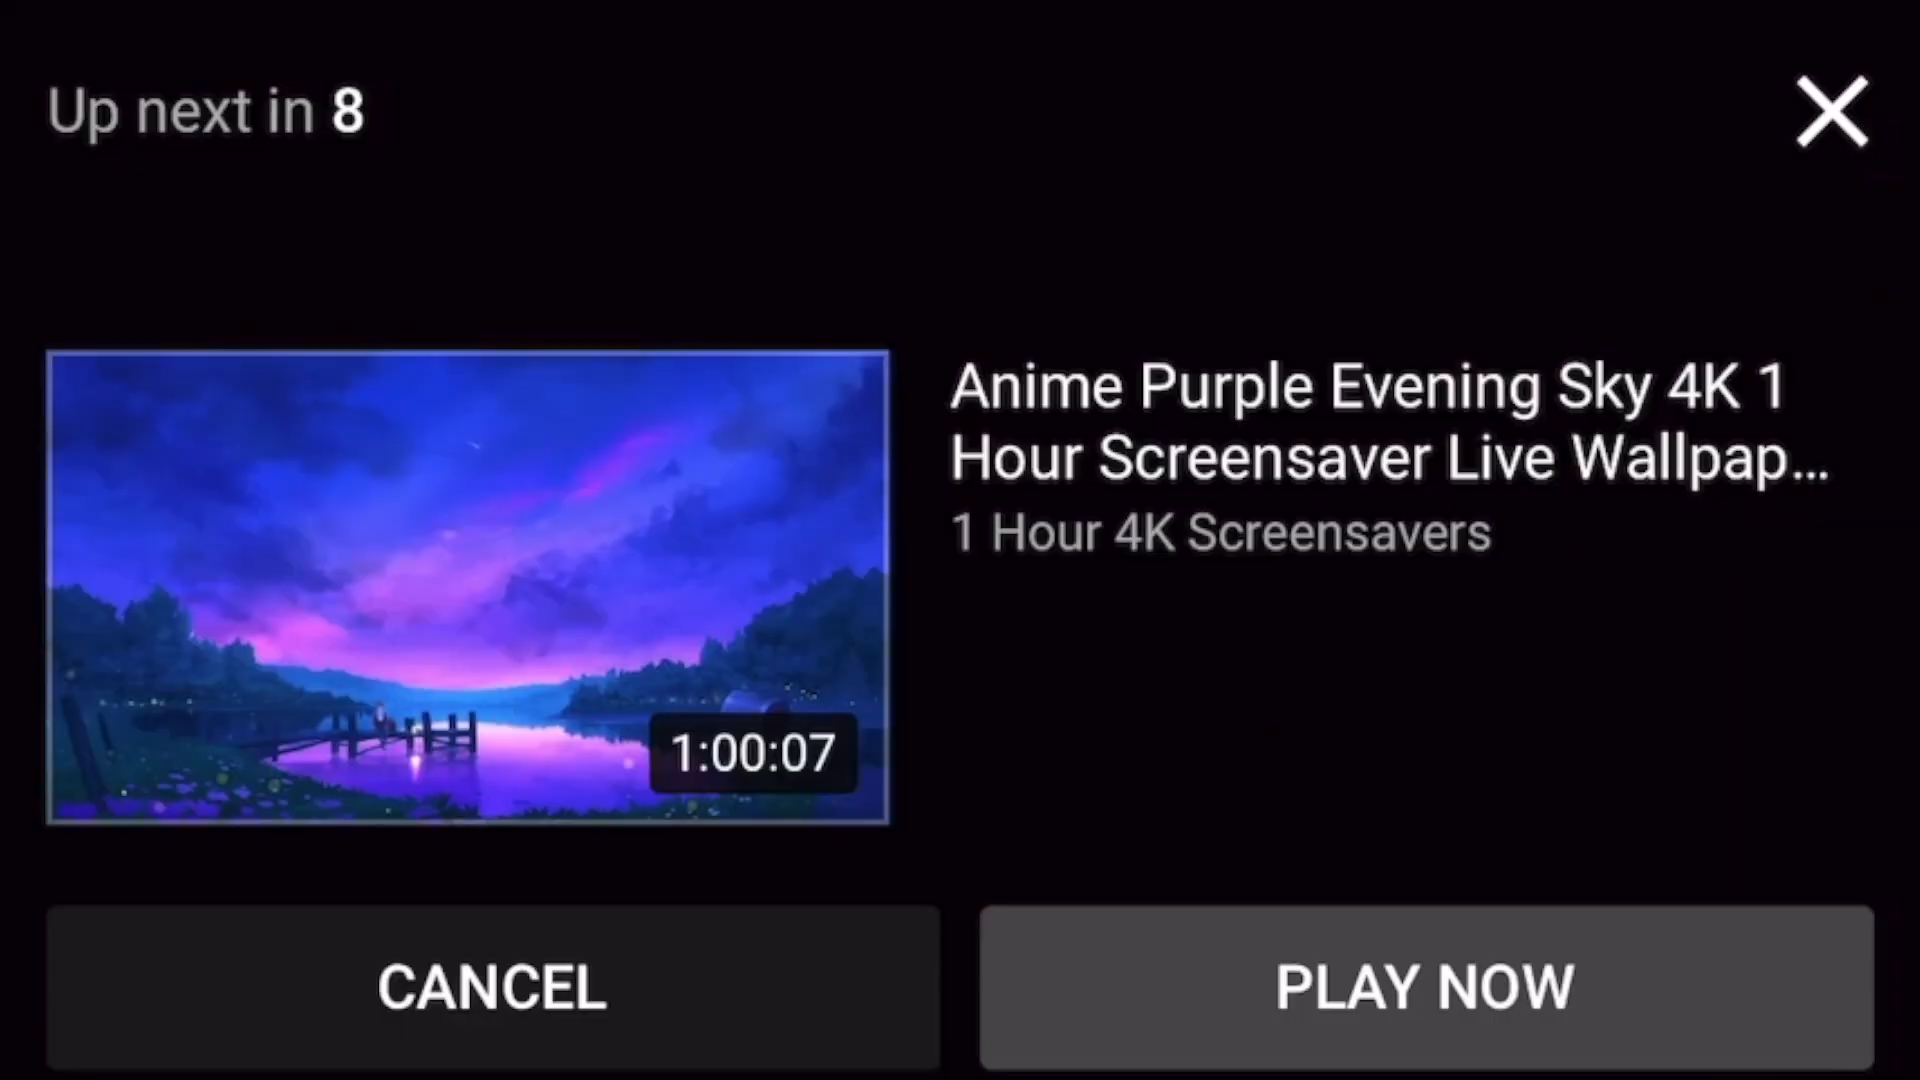 Up next in 8
Anime Purple Evening Sky 4K 1
Hour Screensaver Live Wallpap...
1 Hour 4K Screensavers
1:00:07
CANCEL
PLAY NOW